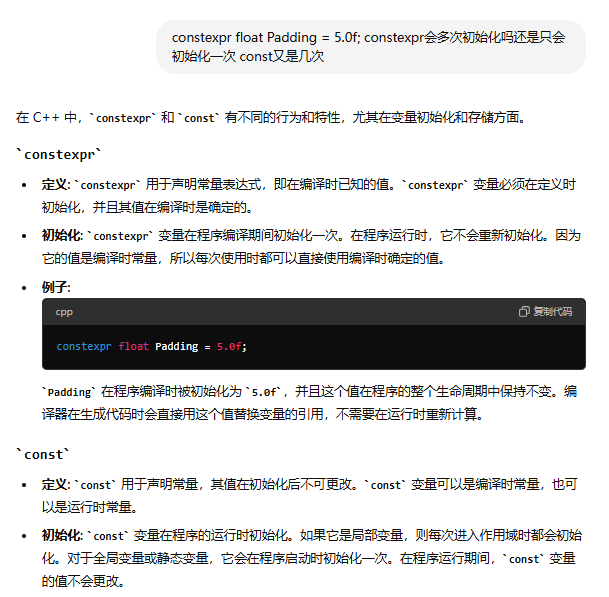 constexpr float Padding = 5.0f; constexpr会多次初始化吗还是只会
初始化一次 const又是几次
在 C++ 中，`constexpr` 和 `const` 有不同的行为和特性，尤其在变量初始化和存储方面。
`constexpr`
• 定义: `constexpr` 用于声明常量表达式，即在编译时已知的值。`constexpr` 变量必须在定义时
初始化，并且其值在编译时是确定的。
• 初始化: `constexpr` 变量在程序编译期间初始化一次。在程序运行时，它不会重新初始化。因为
它的值是编译时常量，所以每次使用时都可以直接使用编译时确定的值。
• 例子:
cpp 复制代码
constexpr float Padding = 5.0f;
`Padding` 在程序编译时被初始化为 `5.0f`，并且这个值在程序的整个生命周期中保持不变。编
译器在生成代码时会直接用这个值替换变量的引用，不需要在运行时重新计算。
`const`
• 定义: `const` 用于声明常量，其值在初始化后不可更改。`const` 变量可以是编译时常量，也可
以是运行时常量。
• 初始化: `const` 变量在程序的运行时初始化。如果它是局部变量，则每次进入作用域时都会初始
化。对于全局变量或静态变量，它会在程序启动时初始化一次。在程序运行期间，`const` 变量
的值不会更改。